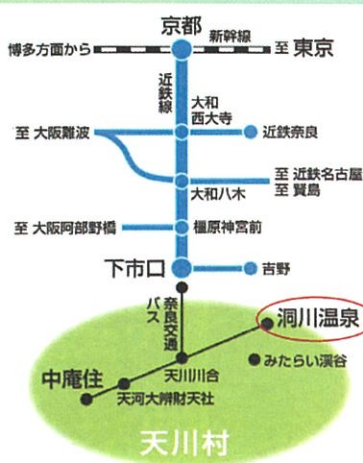 京都
博多方面から
新幹線
至 東京
近鉄線
大和
西大寺
至 大阪難波
近鉄奈良
至 近鉄名古屋
至 賢島
大和八木
至 大阪阿部野橋
橿原神宮前
下市口
吉野
奈良交通
バス
洞川温泉
みたらい渓谷
天川川合
中庵住
天河大辨財天社
天川村